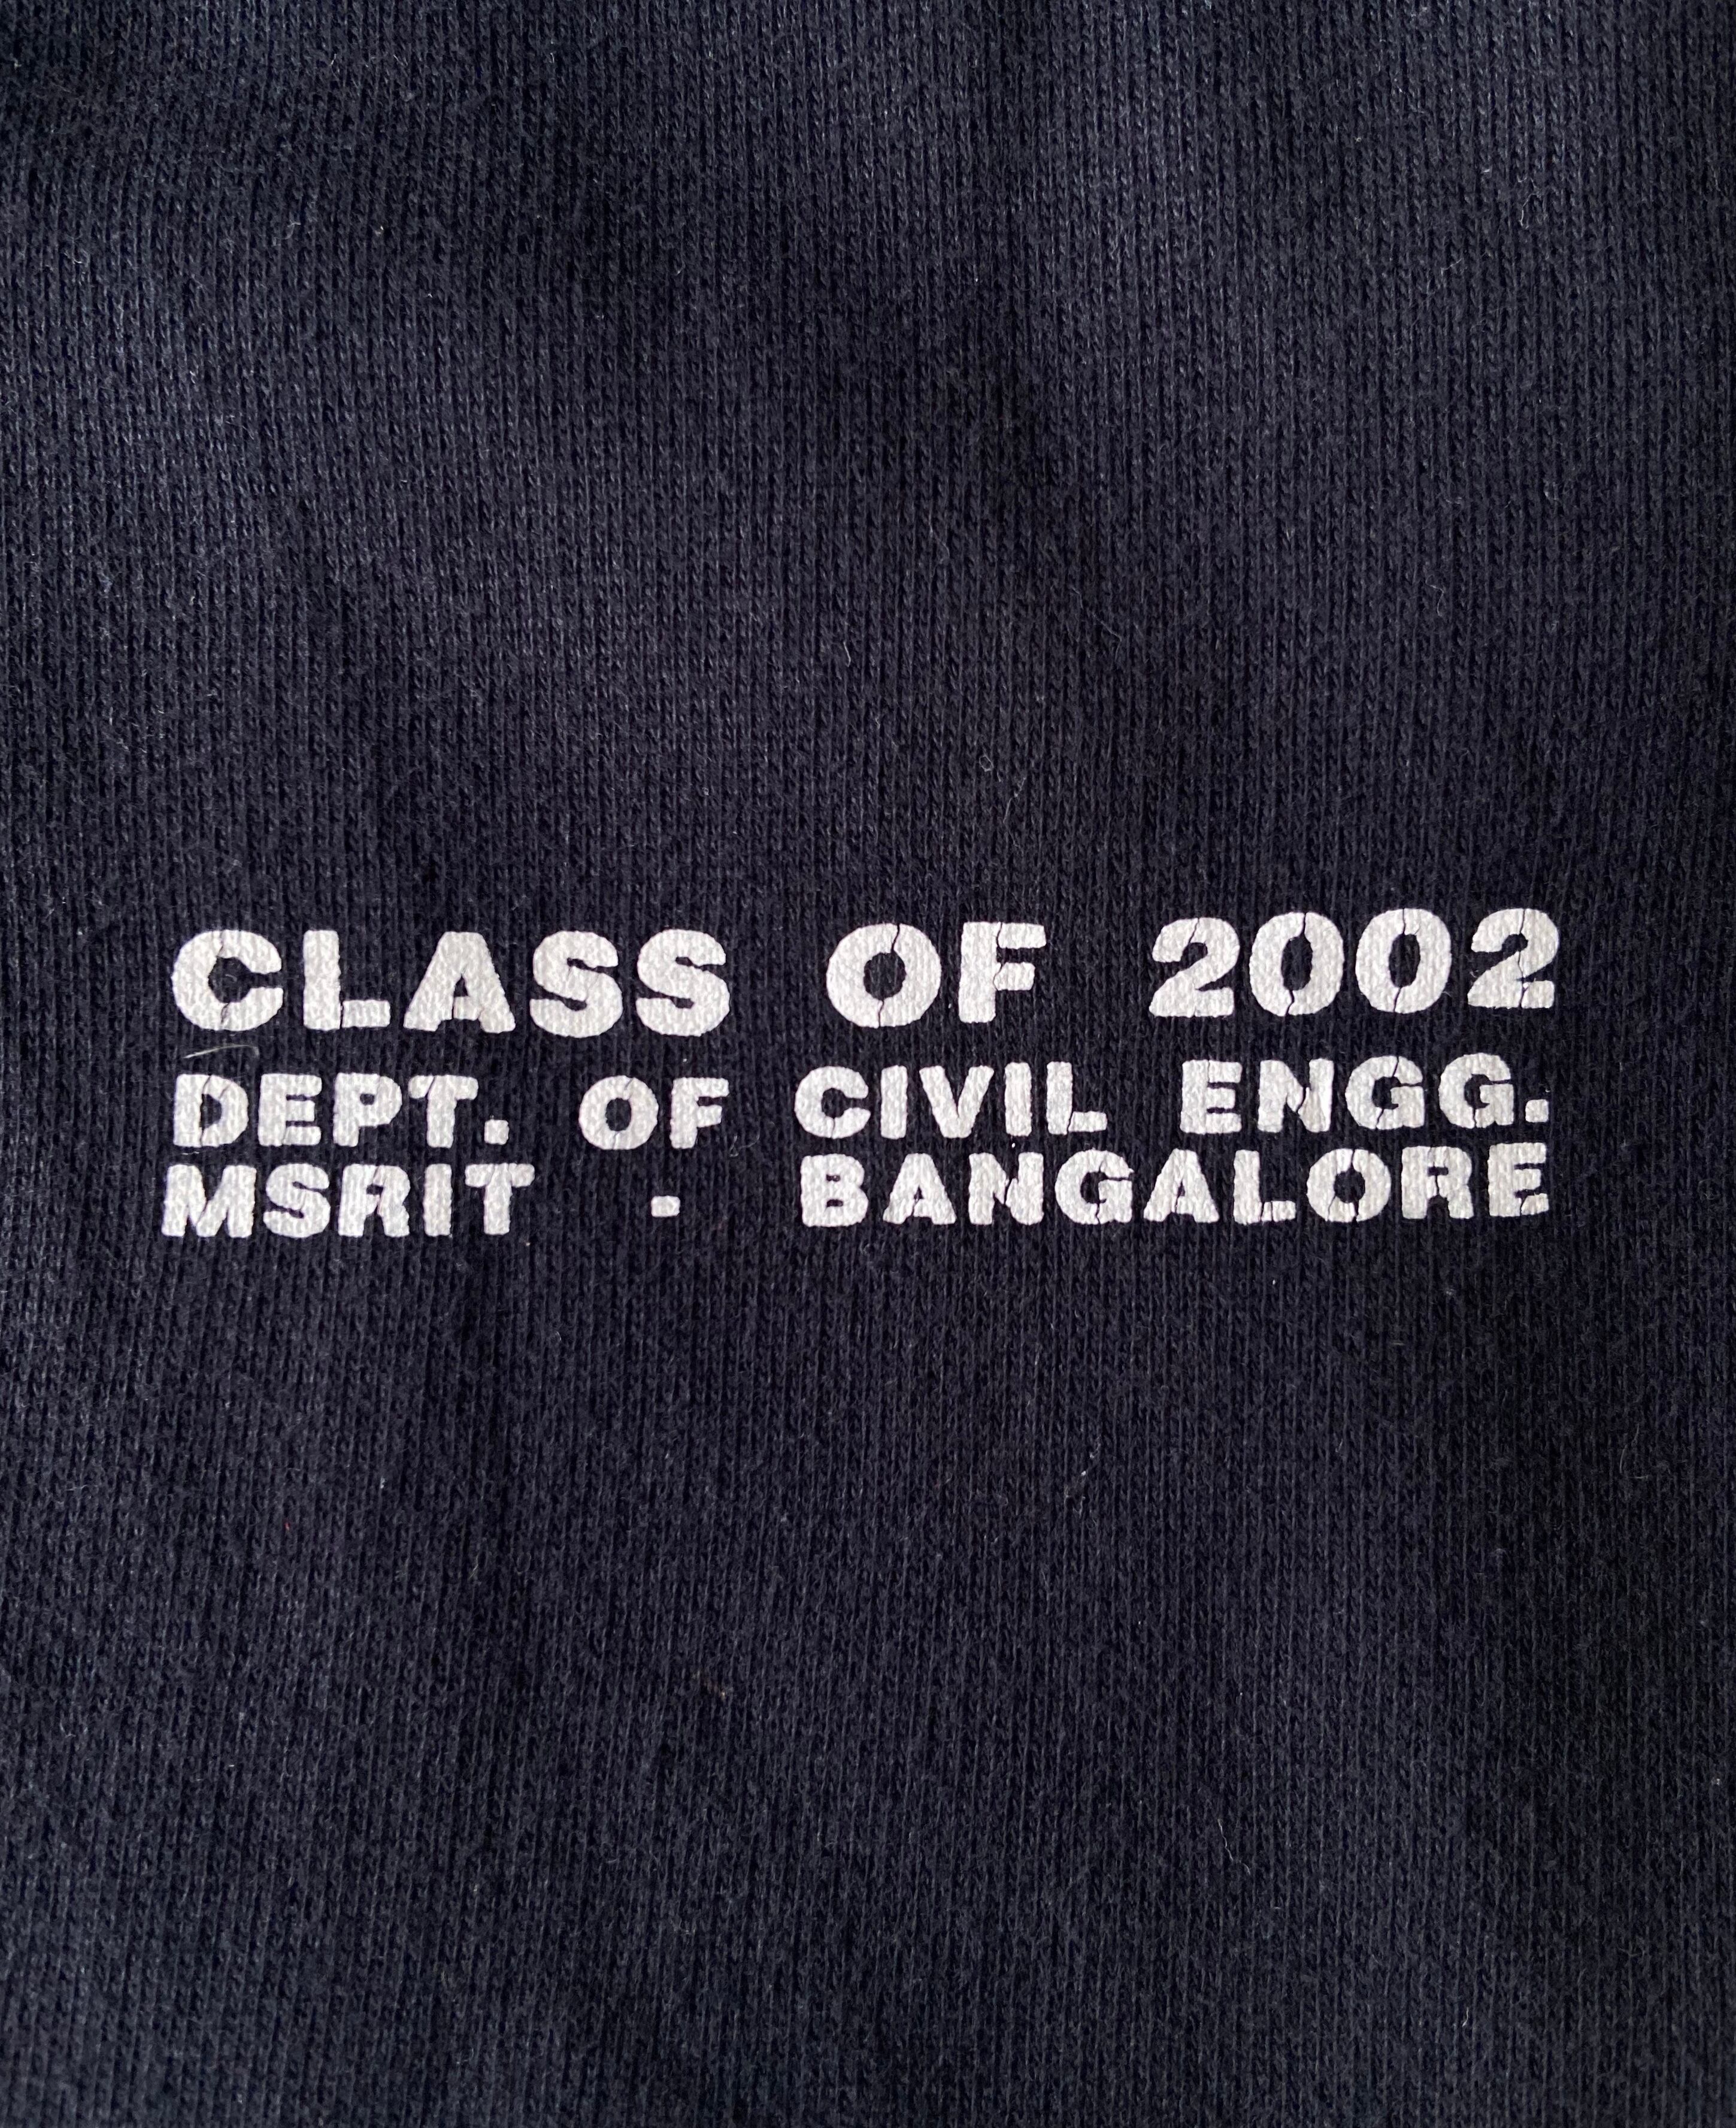 CLASS OF 2002
DEPT. OF CIVIL ENGG.
MSRIT - BANGALORE